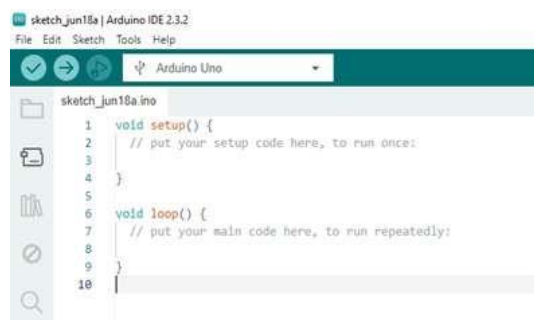 sketch_jun18a | Arduino IDE 2.3.2
File Edit Sketch Tools Help
Arduino Uno
sketch_jun18a.ino
1 void setup() {
2 // put your setup code here, to run once:
3
4 }
5
6 void loop() {
7 // put your main code here, to run repeatedly:
8
9 }
10